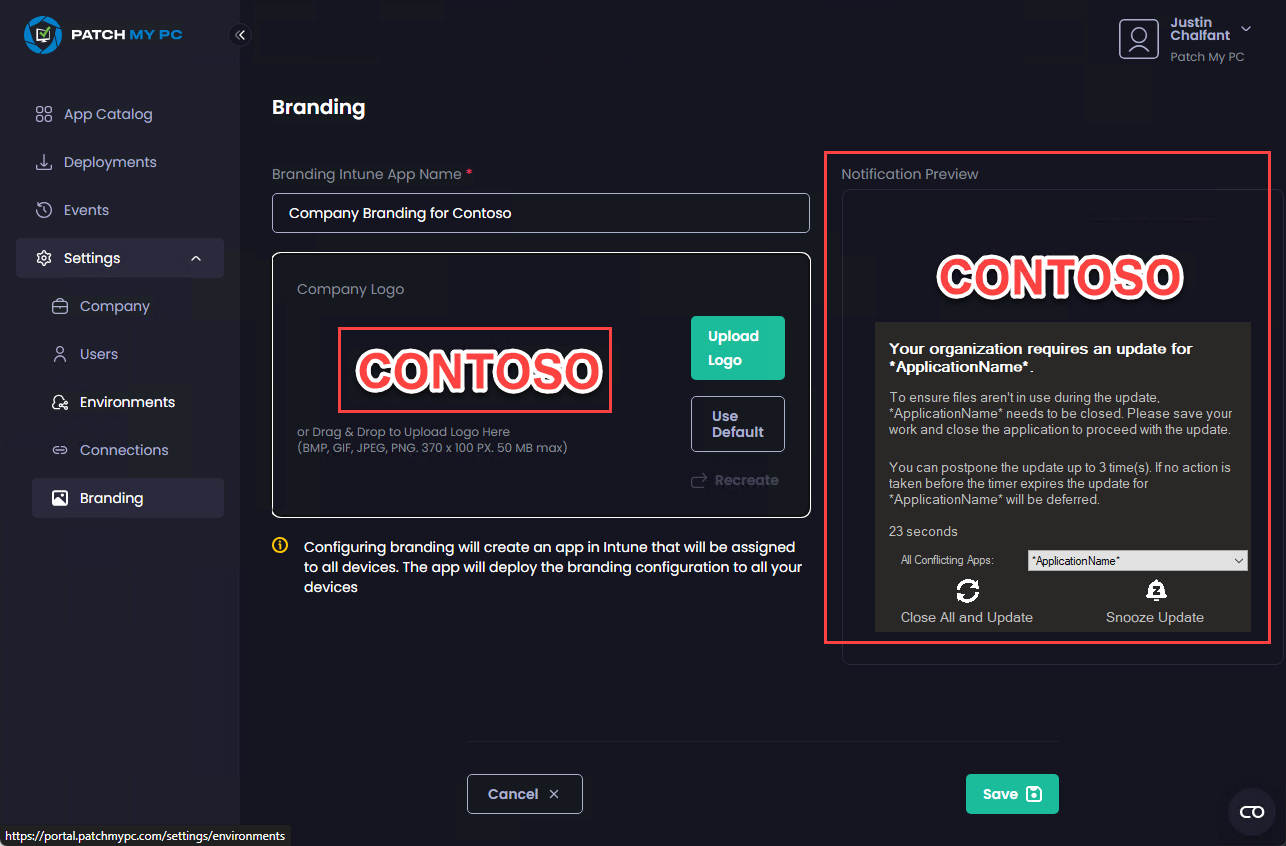 PATCH MY PC
Justin
Chalfant
Patch My PC
App Catalog
Deployments
Events
Settings
Company
Users
Environments
Connections
Branding
Branding
Branding Intune App Name *
Company Branding for Contoso
Company Logo
CONTOSO
or Drag & Drop to Upload Logo Here
(BMP, GIF, JPEG, PNG. 370 x 100 PX. 50 MB max)
Upload
Logo
Use
Default
Recreate
Configuring branding will create an app in Intune that will be assigned
to all devices. The app will deploy the branding configuration to all your
devices
Notification Preview
CONTOSO
Your organization requires an update for
*ApplicationName*.
To ensure files aren't in use during the update,
*ApplicationName* needs to be closed. Please save your
work and close the application to proceed with the update.
You can postpone the update up to 3 time(s). If no action is
taken before the timer expires the update for
*ApplicationName* will be deferred.
23 seconds
All Conflicting Apps:
*ApplicationName*
Close All and Update
Snooze Update
Cancel
Save
https://portal.patchmypc.com/settings/environments